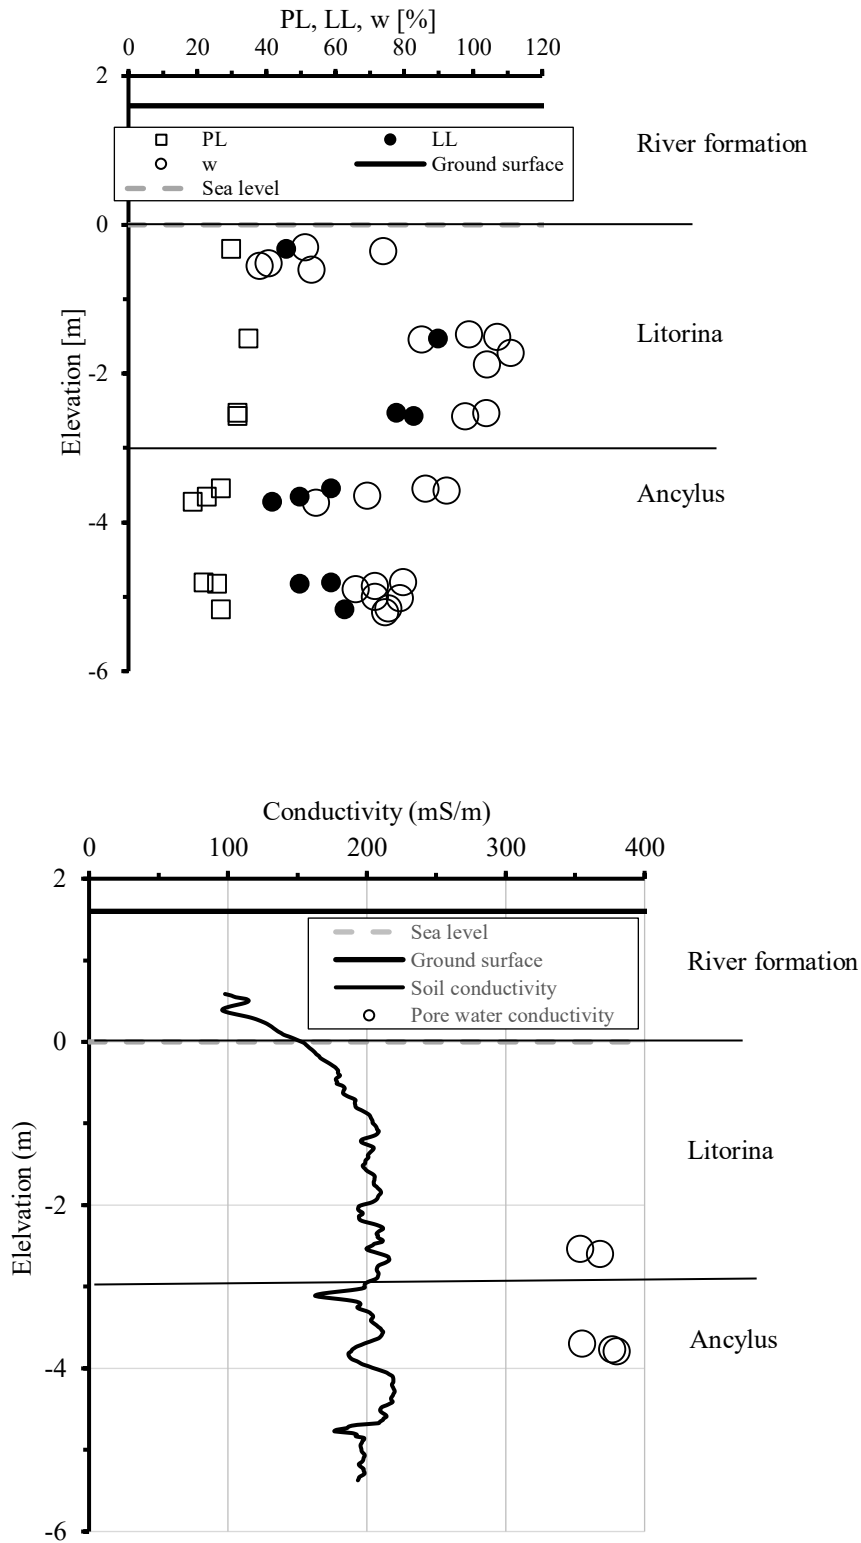 PL, LL, w [%]
0 20 40 60 80 100 120
2
River formation
PL LL
w Ground surface
Sea level
0
Litorina
Elevation [m]
-2
Ancylus
-4
-6
Conductivity (mS/m)
0 100 200 300 400
2
Sea level
Ground surface
River formation
Soil conductivity
Pore water conductivity
0
Litorina
Elelvation (m)
-2
Ancylus
-4
-6